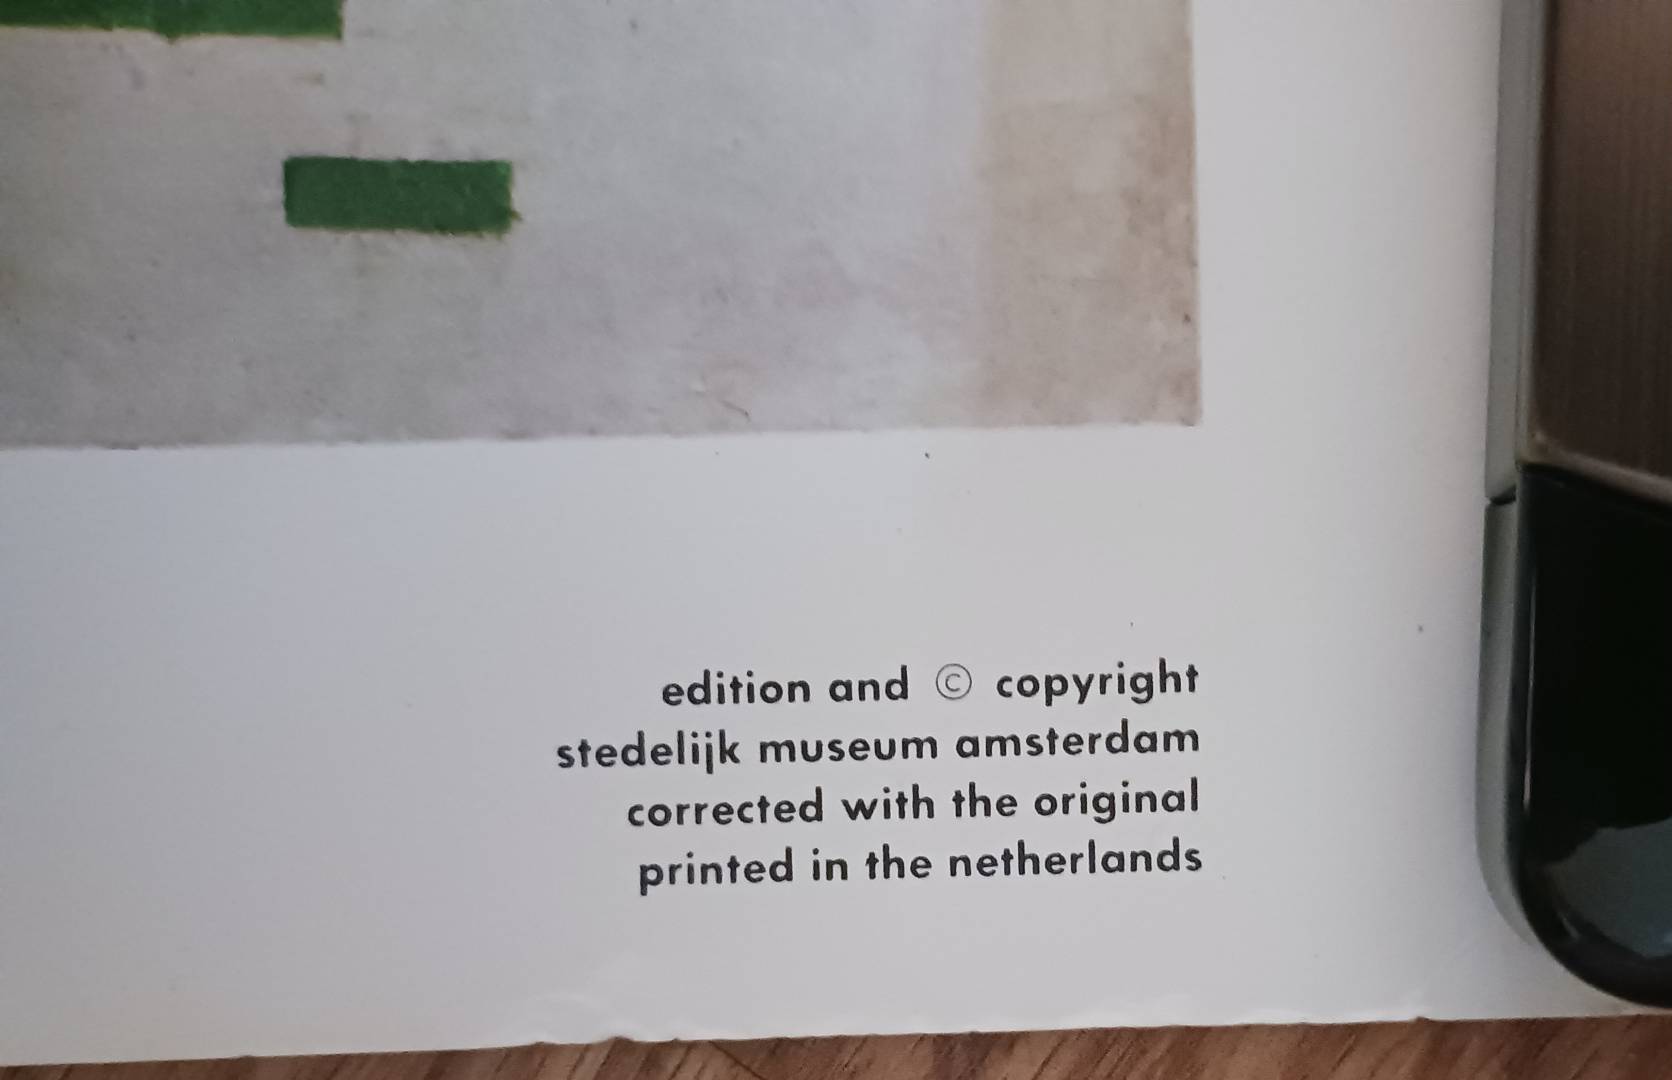 edition and © copyright
stedelijk museum amsterdam
corrected with the original
printed in the netherlands